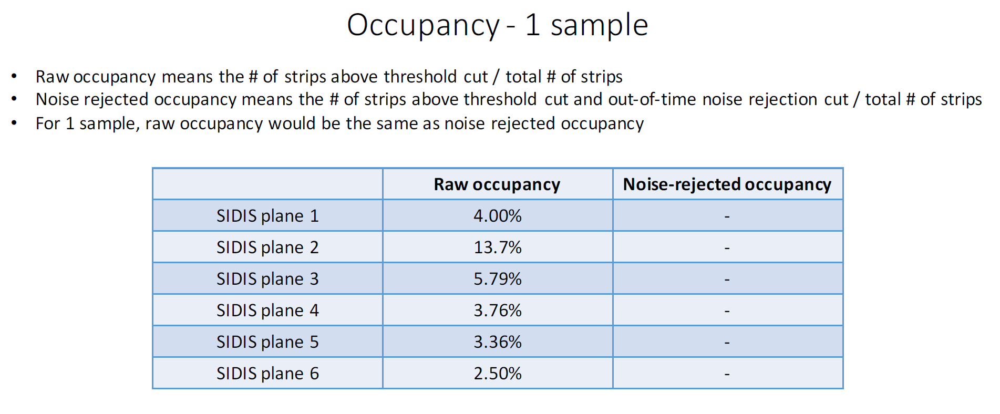 Occupancy - 1 sample
• Raw occupancy means the # of strips above threshold cut / total # of strips
• Noise rejected occupancy means the # of strips above threshold cut and out-of-time noise rejection cut / total # of strips
• For 1 sample, raw occupancy would be the same as noise rejected occupancy
Raw occupancy Noise-rejected occupancy
SIDIS plane 1 4.00% -
SIDIS plane 2 13.7% -
SIDIS plane 3 5.79% -
SIDIS plane 4 3.76% -
SIDIS plane 5 3.36% -
SIDIS plane 6 2.50% -